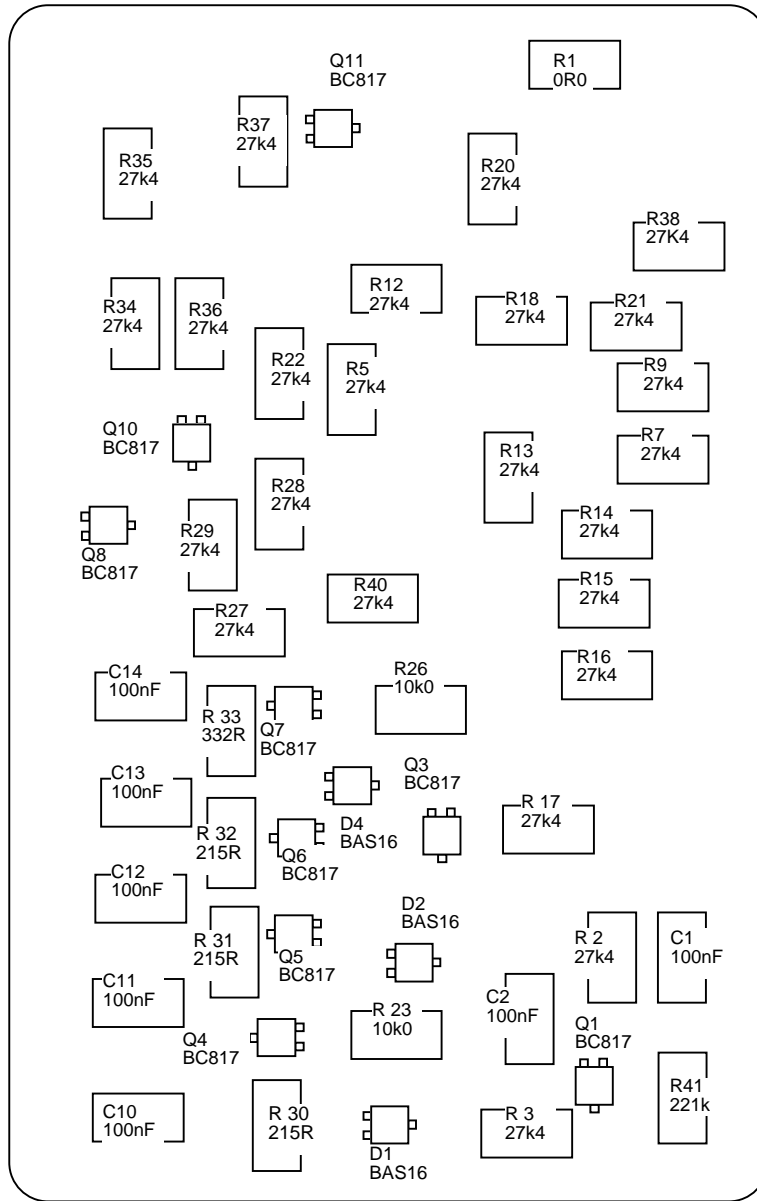 Q11
BC817
R1
0R0
R37
27k4
R35
27k4
R20
27k4
R38
27K4
R12
27k4
R34
27k4
R36
27k4
R18
27k4
R21
27k4
R22
27k4
R5
27k4
R9
27k4
Q10
BC817
R13
27k4
R7
27k4
R28
27k4
R29
27k4
R14
27k4
Q8
BC817
R40
27k4
R15
27k4
R27
27k4
R16
27k4
C14
100nF
R 33
332R
Q7
BC817
R26
10k0
C13
100nF
Q3
BC817
R 32
215R
D4
BAS16
R 17
27k4
Q6
BC817
C12
100nF
D2
BAS16
R 31
215R
Q5
BC817
R 2
27k4
C1
100nF
C11
100nF
C2
100nF
Q4
BC817
R 23
10k0
Q1
BC817
C10
100nF
R 30
215R
D1
BAS16
R 3
27k4
R41
221k